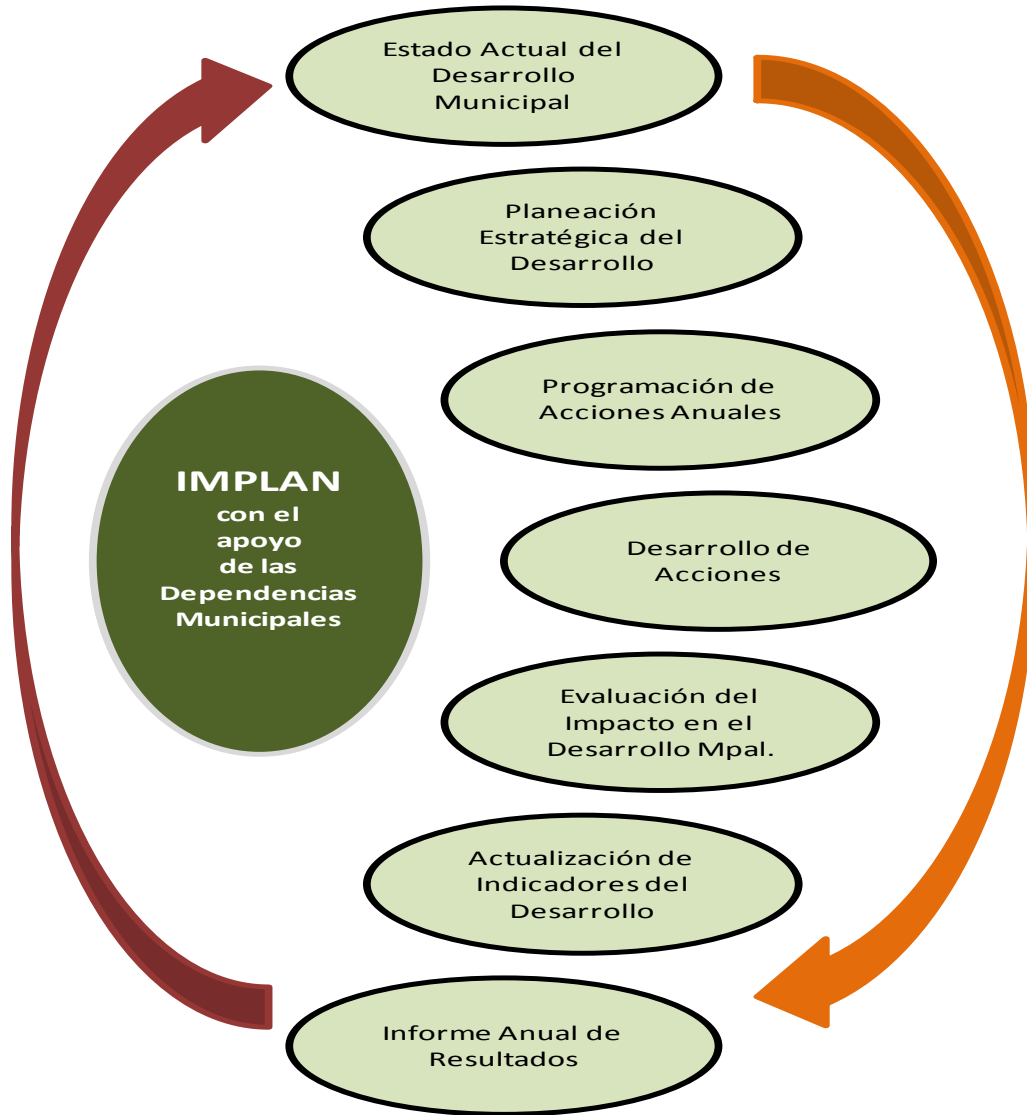 Estado Actual del
Desarrollo
Municipal
Planeación
Estratégica del
Desarrollo
Programación de
Acciones Anuales
IMPLAN
con el
apoyo
de las
Dependencias
Municipales
Desarrollo de
Acciones
Evaluación del
Impacto en el
Desarrollo Mpal.
Actualización de
Indicadores del
Desarrollo
Informe Anual de
Resultados